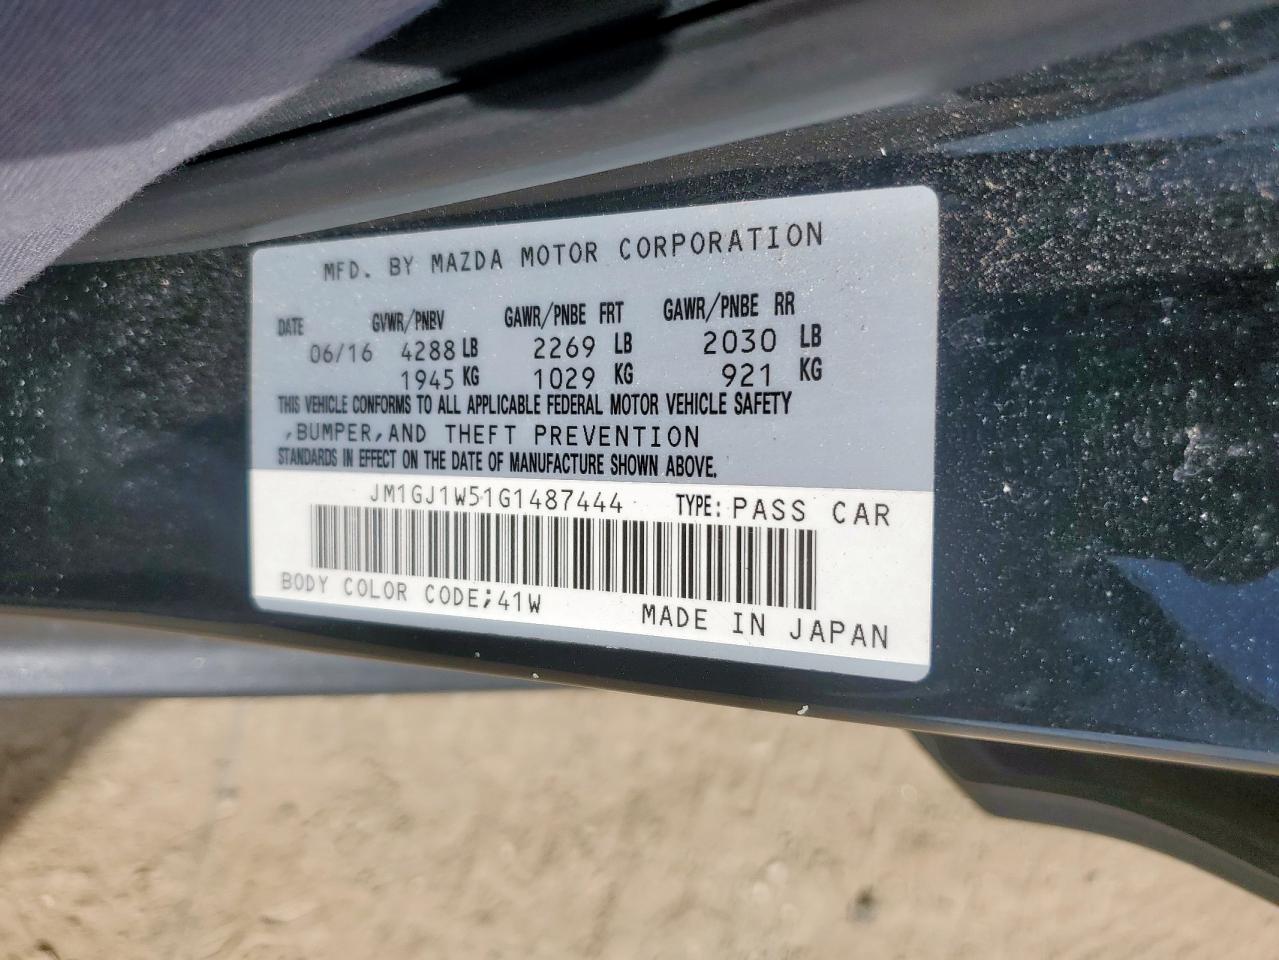 MFD. BY MAZDA MOTOR CORPORATION
DATE GVWR/PNBV GAWR/PNBE FRT GAWR/PNBE RR
06/16 4288 LB 2269 LB 2030 LB
1945 KG 1029 KG 921 KG
THIS VEHICLE CONFORMS TO ALL APPLICABLE FEDERAL MOTOR VEHICLE SAFETY
,BUMPER,AND THEFT PREVENTION
STANDARDS IN EFFECT ON THE DATE OF MANUFACTURE SHOWN ABOVE.
JM1GJ1W51G1487444 TYPE: PASS CAR
BODY COLOR CODE;41W MADE IN JAPAN